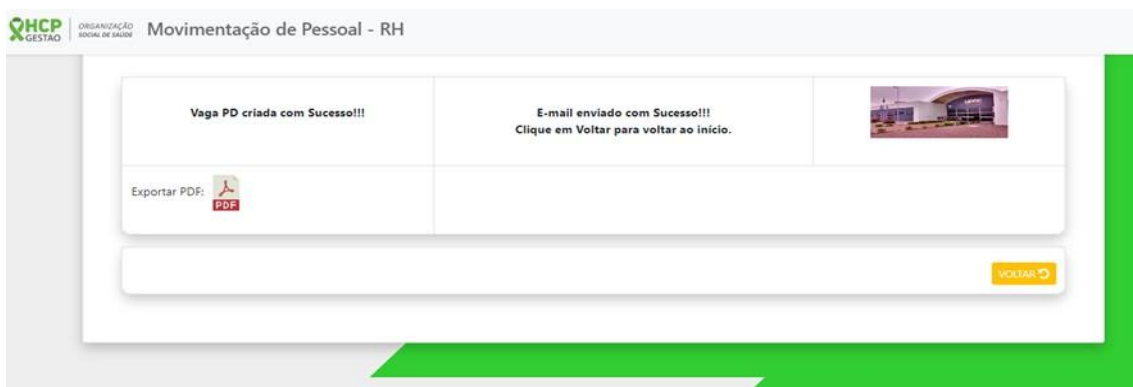 HCP
GESTÃO
ORGANIZAÇÃO
SOCIAL DE SAÚDE
Movimentação de Pessoal - RH
Vaga PD criada com Sucesso!!!
E-mail enviado com Sucesso!!!
Clique em Voltar para voltar ao início.
Exportar PDF:
PDF
VOLTAR